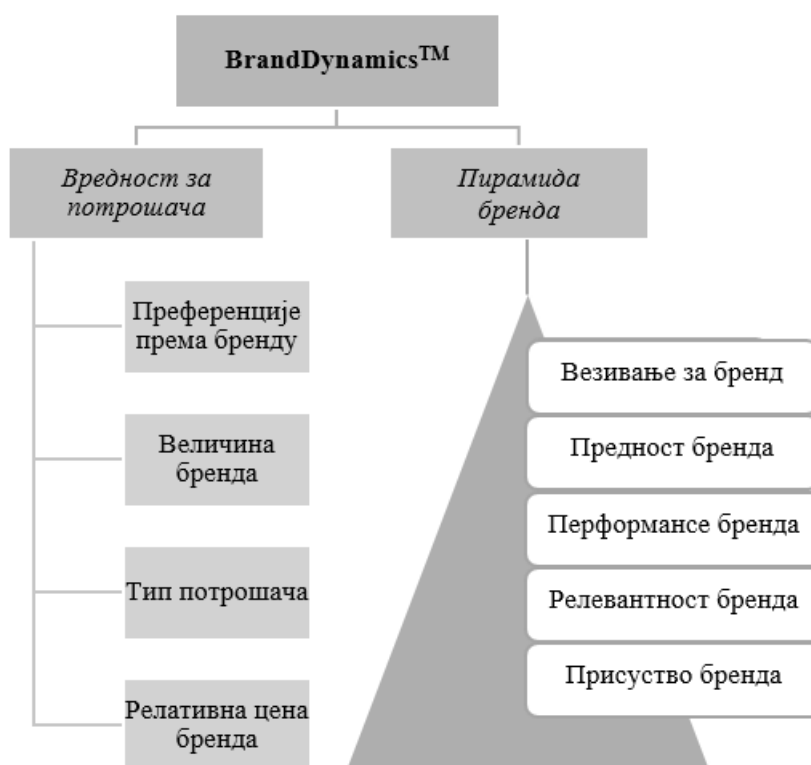 BrandDynamicsTM
Вредност за
потрошача
Пирамида
бренда
Преференције
према бренду
Величина
бренда
Тип потрошача
Релативна цена
бренда
Везивање за бренд
Предност бренда
Перформансе бренда
Релевантност бренда
Присуство бренда